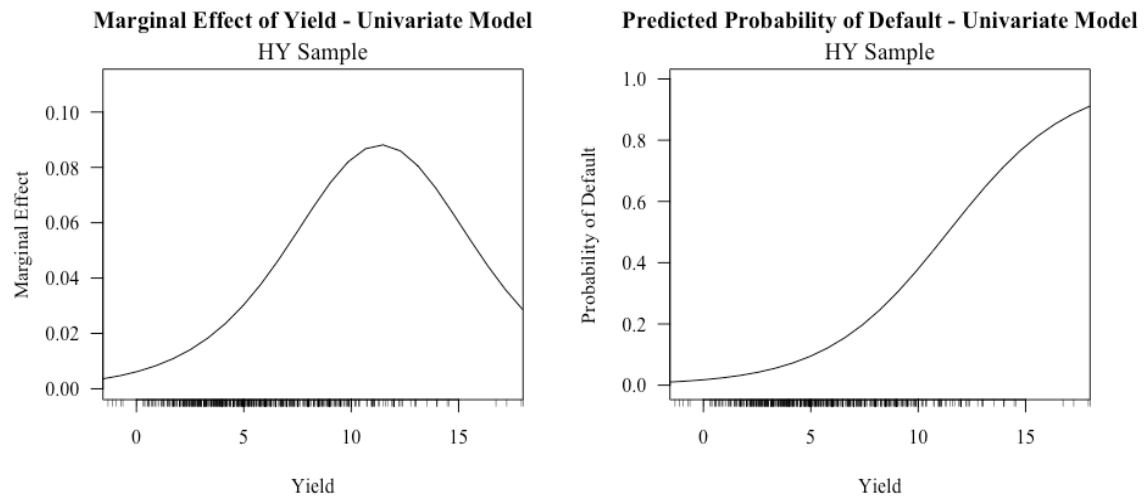 Marginal Effect of Yield - Univariate Model
HY Sample
Marginal Effect
0.10
0.08
0.06
0.04
0.02
0.00
0
5
10
15
Yield
Predicted Probability of Default - Univariate Model
HY Sample
Probability of Default
1.0
0.8
0.6
0.4
0.2
0.0
0
5
10
15
Yield